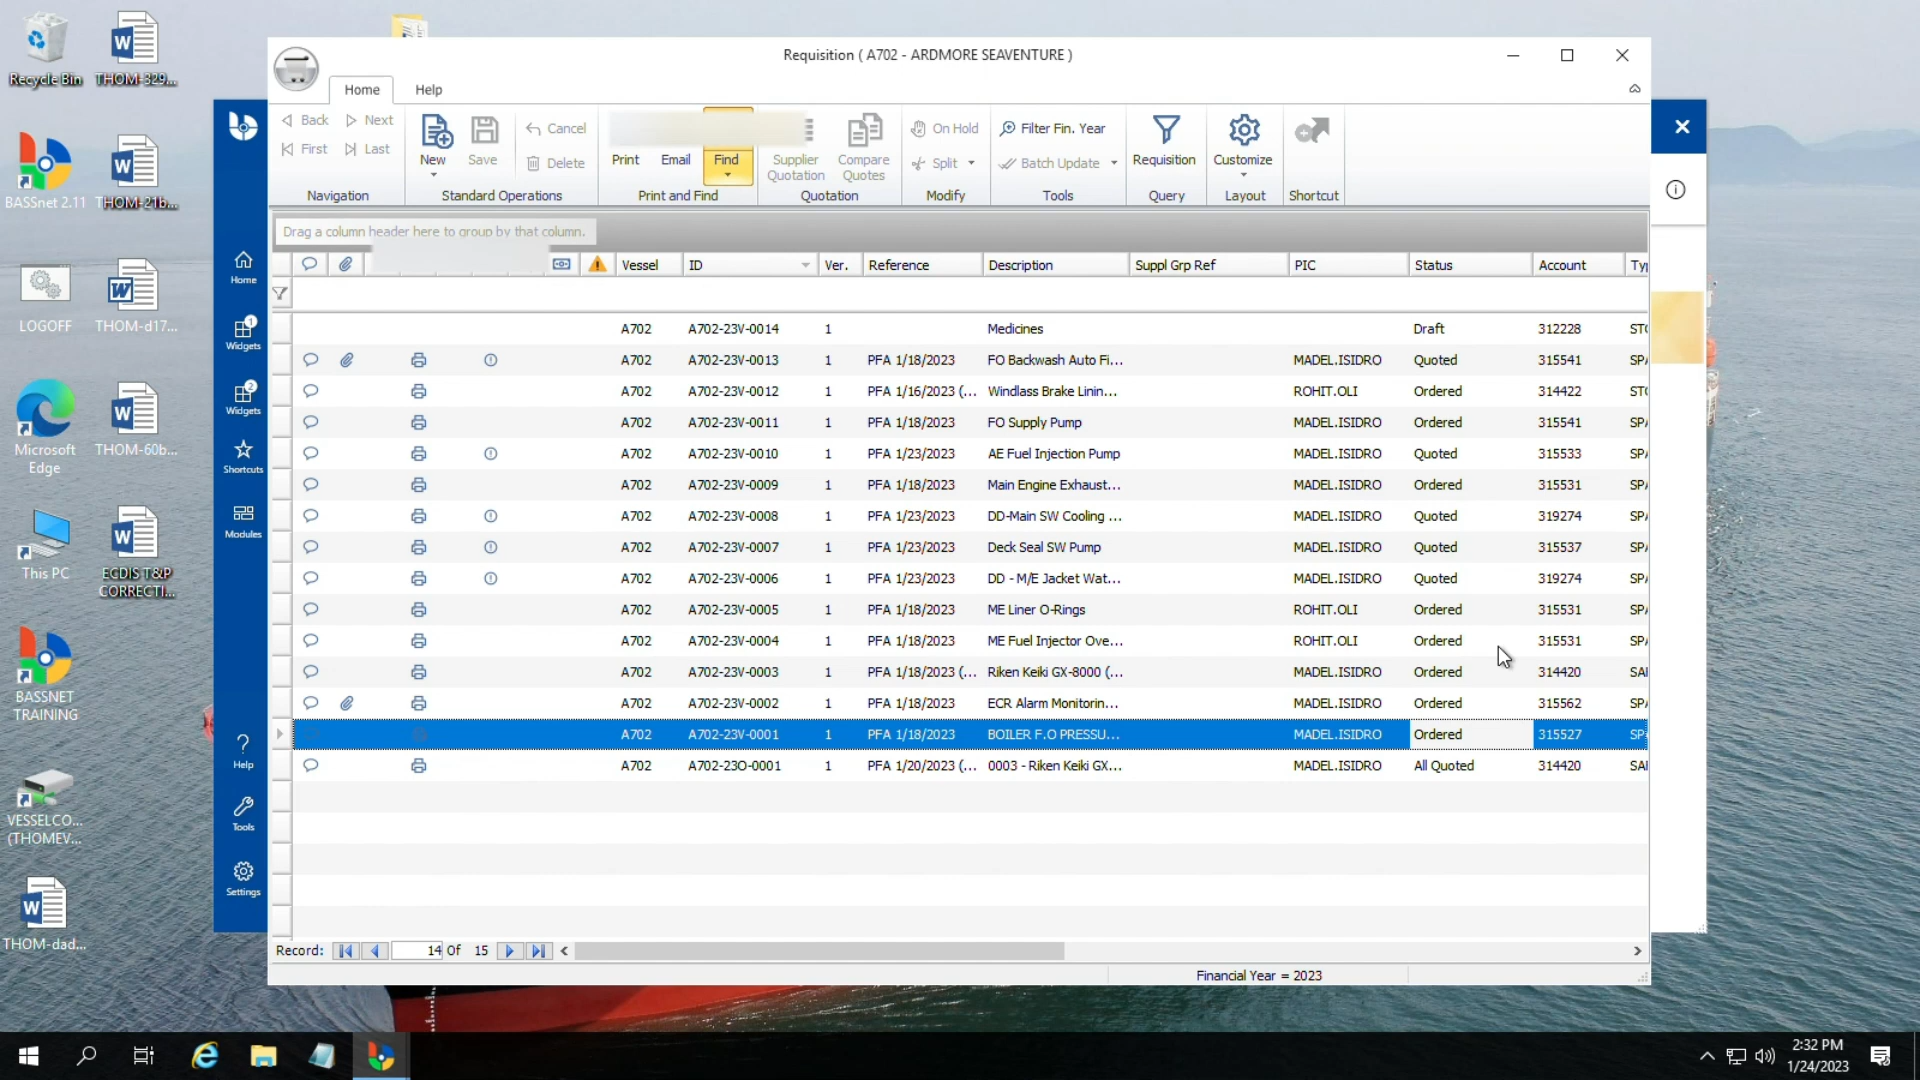 Recycle Bin
THOM-329...
BASSnet 2.11
THOM-21b...
LOGOFF
THOM-d17...
Microsoft
Edge
THOM-60b...
This PC
ECDIS T&P
CORRECTI...
BASSNET
TRAINING
VESSELCO...
(THOMEV...
THOM-dad...
Home
1
Widgets
2
Widgets
Shortcuts
Modules
Help
Tools
Settings
Requisition ( A702 - ARDMORE SEAVENTURE )
Home Help
Back Next
First Last
Navigation
New
Save
Cancel
Delete
Standard Operations
Print Email Find
Print and Find
Supplier
Quotation
Compare
Quotes
Quotation
On Hold
Split
Modify
Filter Fin. Year
Batch Update
Tools
Requisition
Query
Customize
Layout
Shortcut
Drag a column header here to group by that column.
Vessel ID Ver. Reference Description Suppl Grp Ref PIC Status Account Typ
A702 A702-23V-0014 1 Medicines Draft 312228 STO
A702 A702-23V-0013 1 PFA 1/18/2023 FO Backwash Auto Fi... MADEL.ISIDRO Quoted 315541 SPA
A702 A702-23V-0012 1 PFA 1/16/2023 (... Windlass Brake Linin... ROHIT.OLI Ordered 314422 STO
A702 A702-23V-0011 1 PFA 1/18/2023 FO Supply Pump MADEL.ISIDRO Ordered 315541 SPA
A702 A702-23V-0010 1 PFA 1/23/2023 AE Fuel Injection Pump MADEL.ISIDRO Quoted 315533 SPA
A702 A702-23V-0009 1 PFA 1/18/2023 Main Engine Exhaust... MADEL.ISIDRO Ordered 315531 SPA
A702 A702-23V-0008 1 PFA 1/23/2023 DD-Main SW Cooling ... MADEL.ISIDRO Quoted 319274 SPA
A702 A702-23V-0007 1 PFA 1/23/2023 Deck Seal SW Pump MADEL.ISIDRO Quoted 315537 SPA
A702 A702-23V-0006 1 PFA 1/23/2023 DD - M/E Jacket Wat... MADEL.ISIDRO Quoted 319274 SPA
A702 A702-23V-0005 1 PFA 1/18/2023 ME Liner O-Rings ROHIT.OLI Ordered 315531 SPA
A702 A702-23V-0004 1 PFA 1/18/2023 ME Fuel Injector Ove... ROHIT.OLI Ordered 315531 SPA
A702 A702-23V-0003 1 PFA 1/18/2023 (... Riken Keiki GX-8000 (... MADEL.ISIDRO Ordered 314420 SAI
A702 A702-23V-0002 1 PFA 1/18/2023 ECR Alarm Monitorin... MADEL.ISIDRO Ordered 315562 SPA
A702 A702-23V-0001 1 PFA 1/18/2023 BOILER F.O PRESSU... MADEL.ISIDRO Ordered 315527 SPA
A702 A702-23O-0001 1 PFA 1/20/2023 (... 0003 - Riken Keiki GX... MADEL.ISIDRO All Quoted 314420 SAI
Record: 14 Of 15
Financial Year = 2023
2:32 PM
1/24/2023